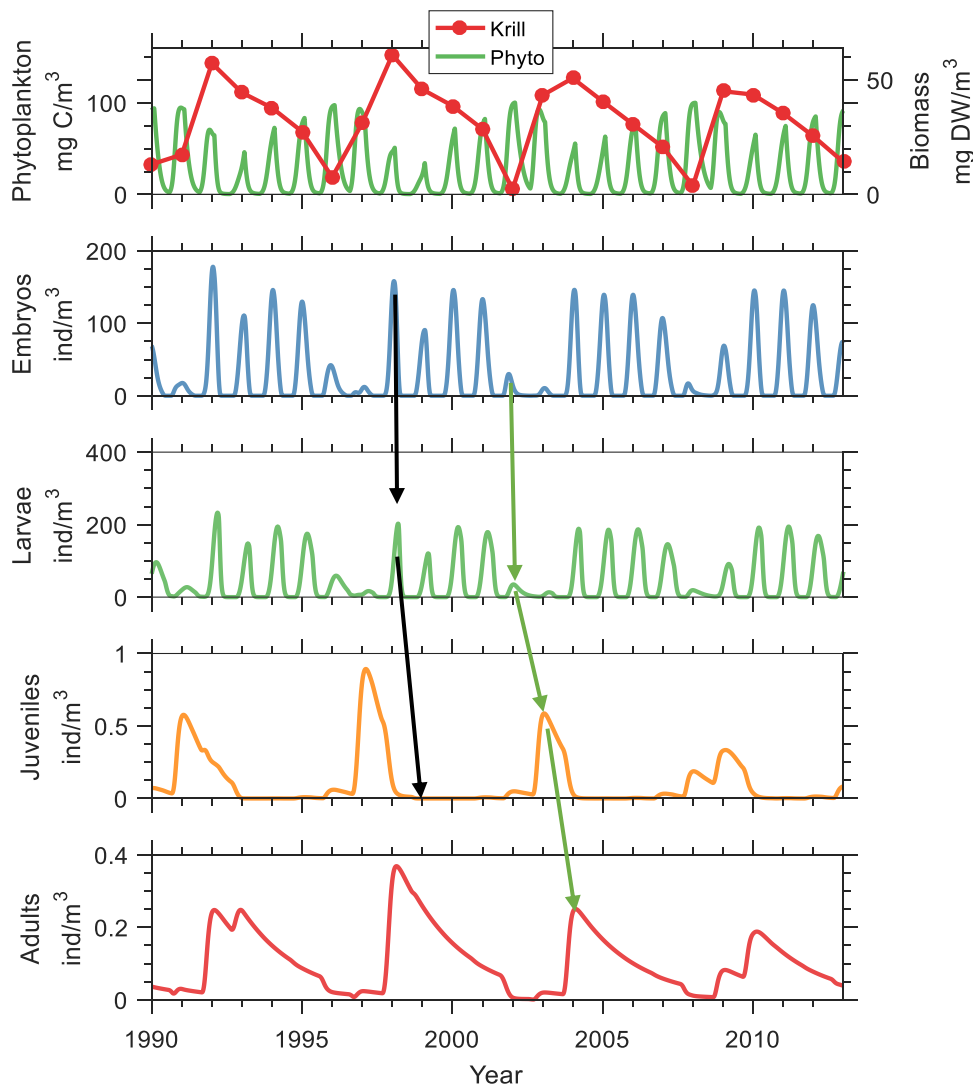 Krill
Phyto
Phytoplankton
mg C/m³
100
0
50
0
Biomass
mg DW/m³
Embryos
ind/m³
200
100
0
Larvae
ind/m³
400
200
0
Juveniles
ind/m³
1
0.5
0
Adults
ind/m³
0.4
0.2
0
1990 1995 2000 2005 2010
Year